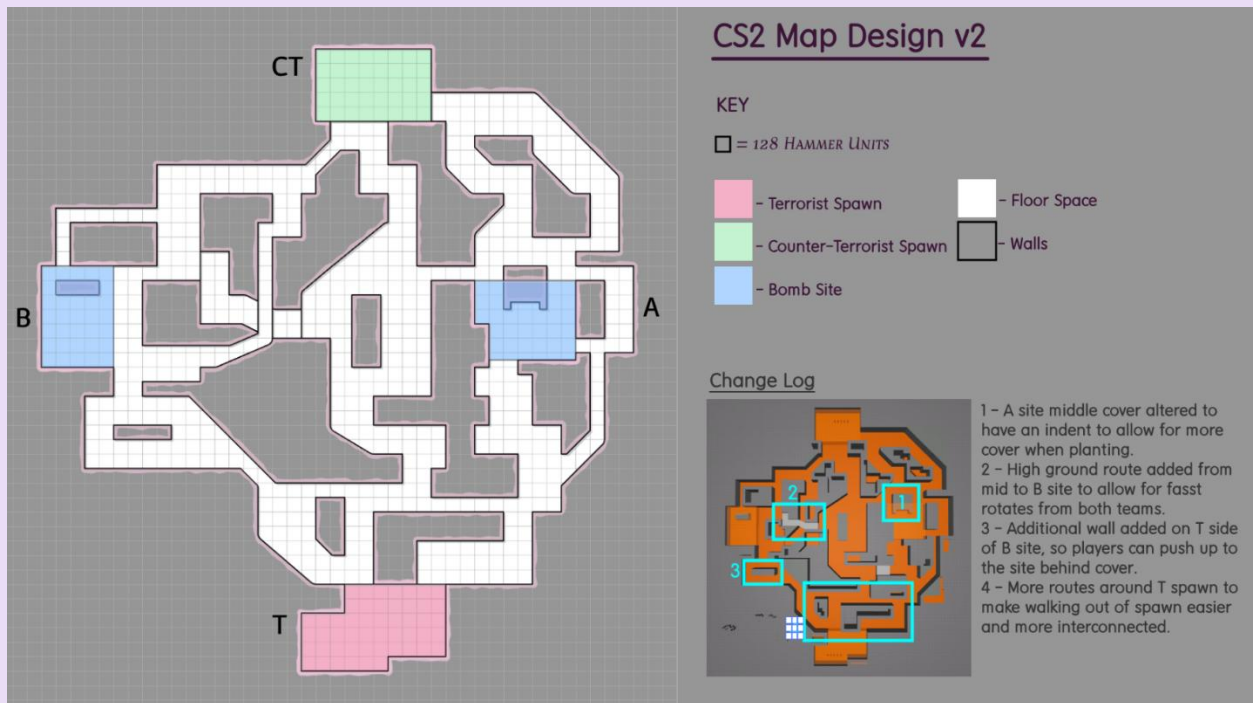 CT
B
A
T
CS2 Map Design v2
KEY
= 128 Hammer Units
- Terrorist Spawn
- Counter-Terrorist Spawn
- Bomb Site
- Floor Space
- Walls
Change Log
1
2
3
1 - A site middle cover altered to
have an indent to allow for more
cover when planting.
2 - High ground route added from
mid to B site to allow for fasst
rotates from both teams.
3 - Additional wall added on T side
of B site, so players can push up to
the site behind cover.
4 - More routes around T spawn to
make walking out of spawn easier
and more interconnected.